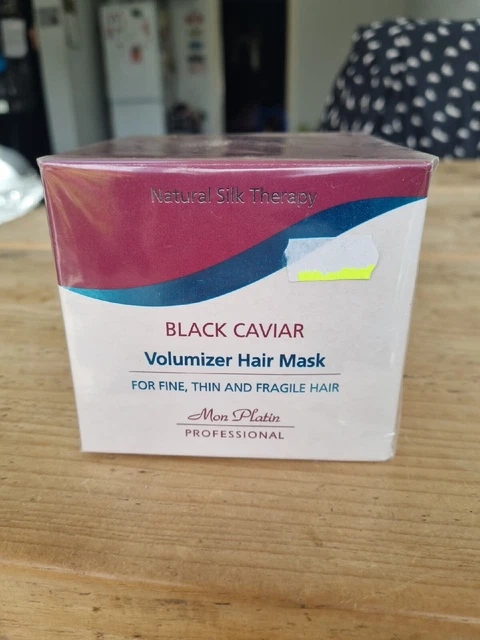 Natural Silk Therapy
BLACK CAVIAR
Volumizer Hair Mask
FOR FINE, THIN AND FRAGILE HAIR
Mon Platin
PROFESSIONAL